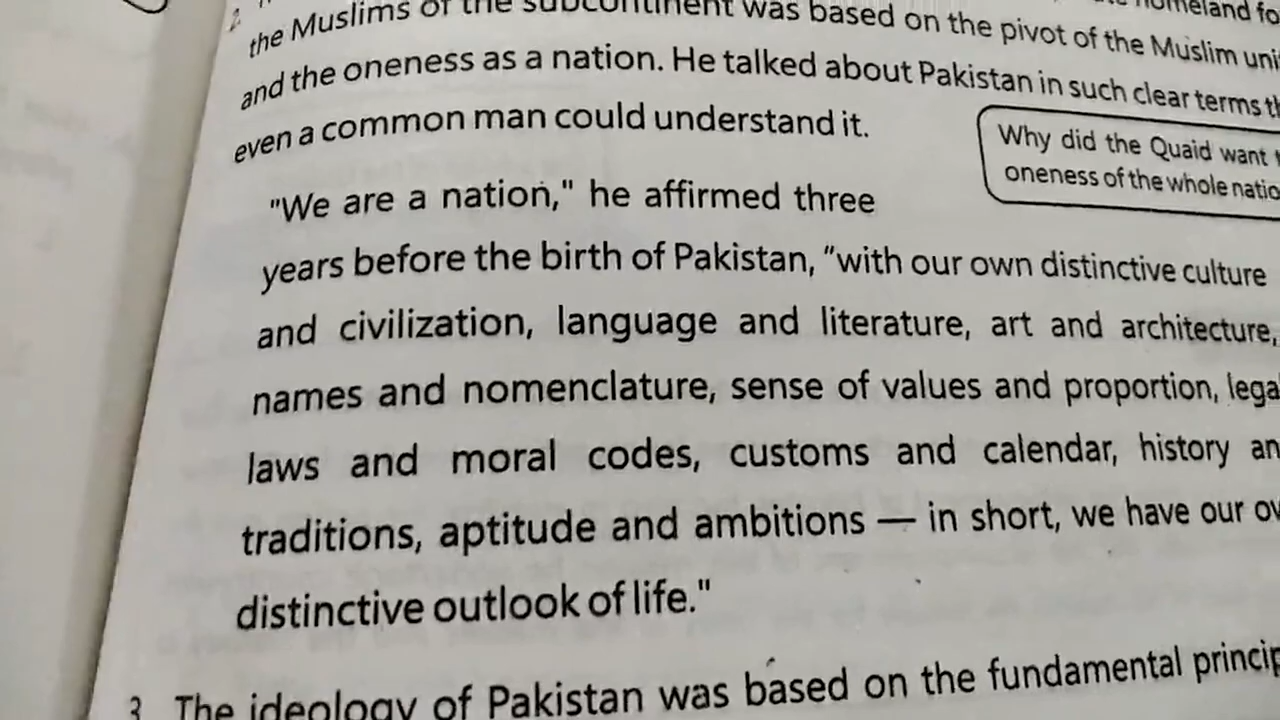 the Muslims of the subcontinent was based on the pivot of the Muslim
and the oneness as a nation. He talked about Pakistan in such clear terms
even a common man could understand it.
Why did the Quaid want
oneness of the whole
"We are a nation," he affirmed three
years before the birth of Pakistan, "with our own distinctive culture
and civilization, language and literature, art and architecture,
names and nomenclature, sense of values and proportion,
laws and moral codes, customs and calendar, history
traditions, aptitude and ambitions — in short, we have our
distinctive outlook of life."
3 The ideology of Pakistan was based on the fundamental